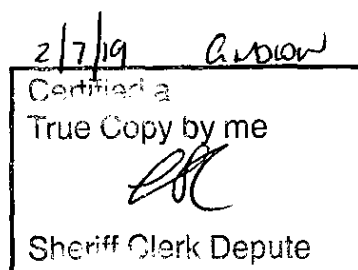 2/7/19
Certified a
True Copy by me
Sheriff Clerk Depute